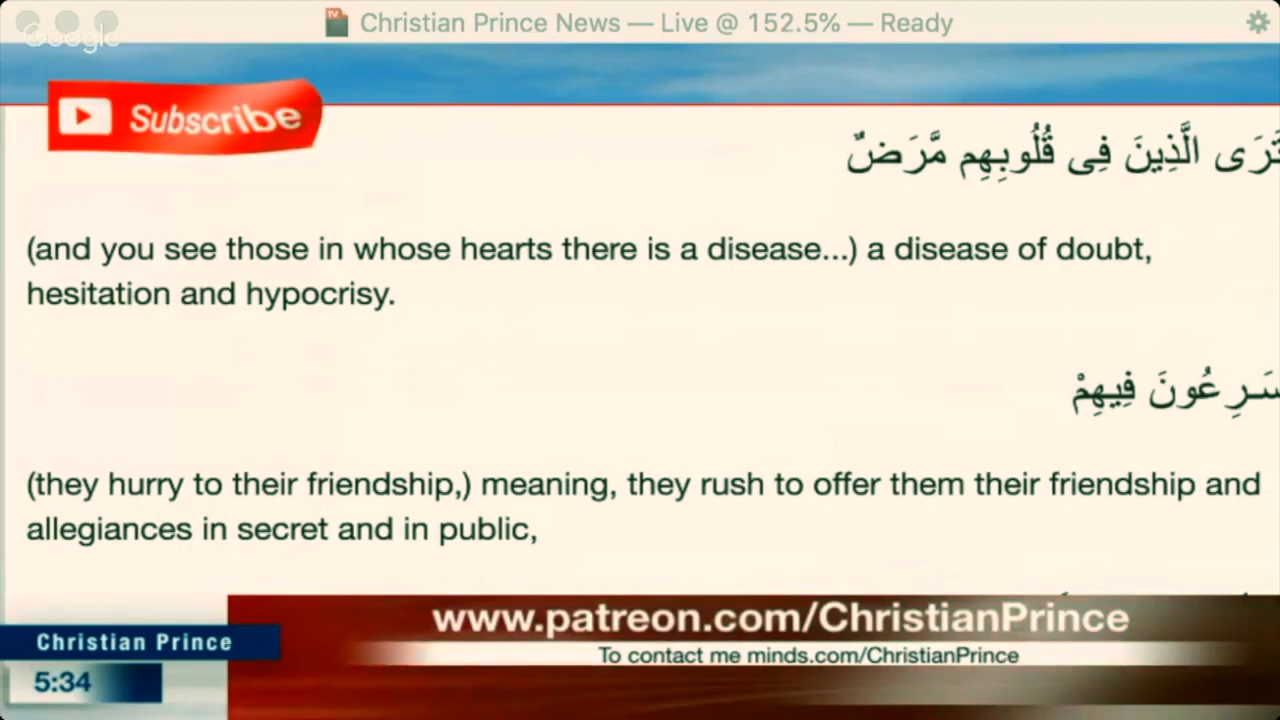 Christian Prince News — Live @ 152.5% — Ready
Google
Subscribe
تَرَى الَّذِينَ فِى قُلُوبِهِم مَّرَضٌ
(and you see those in whose hearts there is a disease...) a disease of doubt,
hesitation and hypocrisy.
سَـرِعُونَ فِيهِمْ
(they hurry to their friendship,) meaning, they rush to offer them their friendship and
allegiances in secret and in public,
www.patreon.com/ChristianPrince
Christian Prince
To contact me minds.com/ChristianPrince
5:34